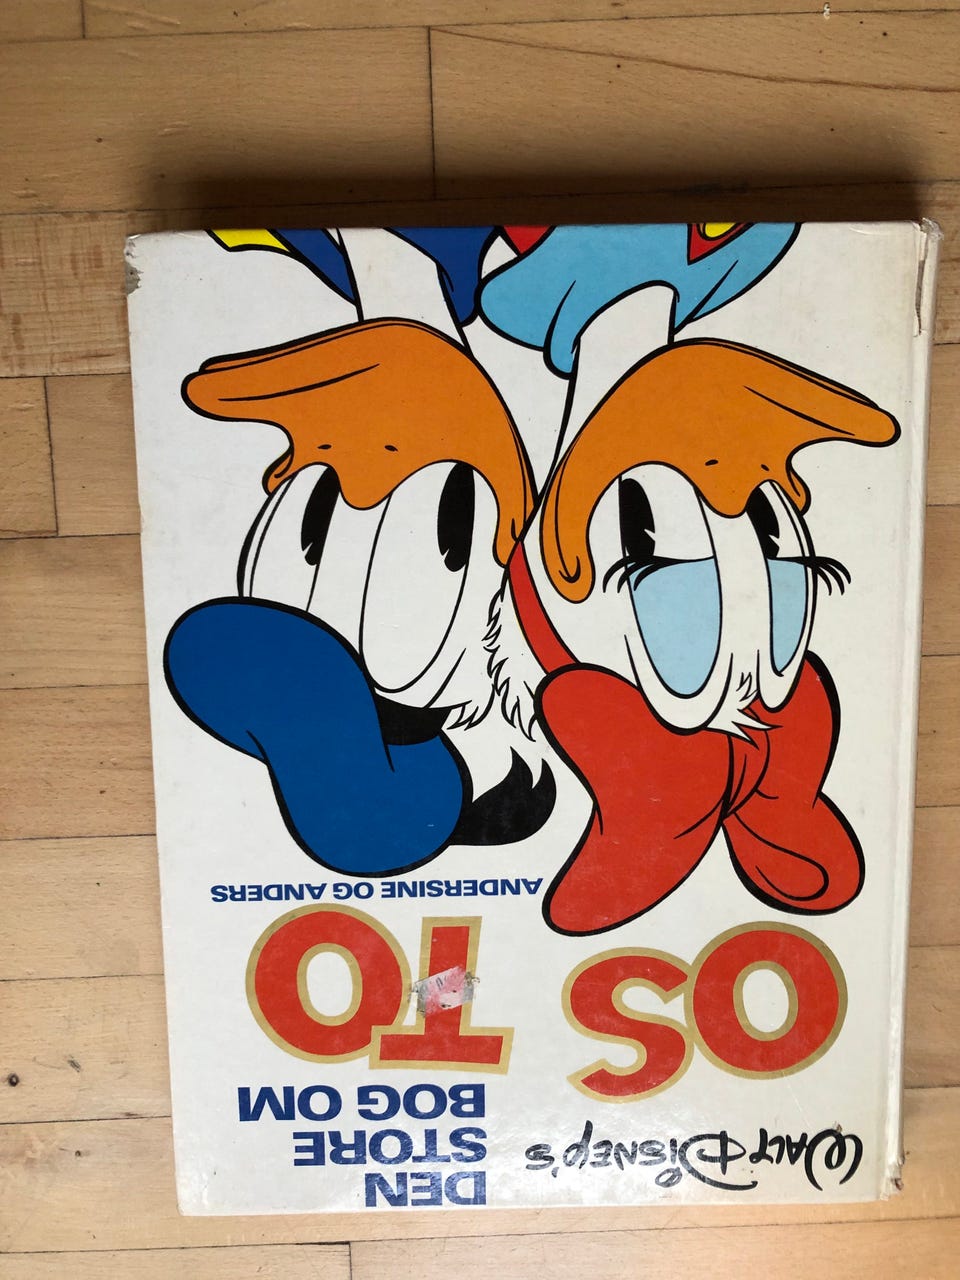 WALT DISNEY'S
DEN
STORE
BOG OM
OS TO
ANDERSINE OG ANDERS